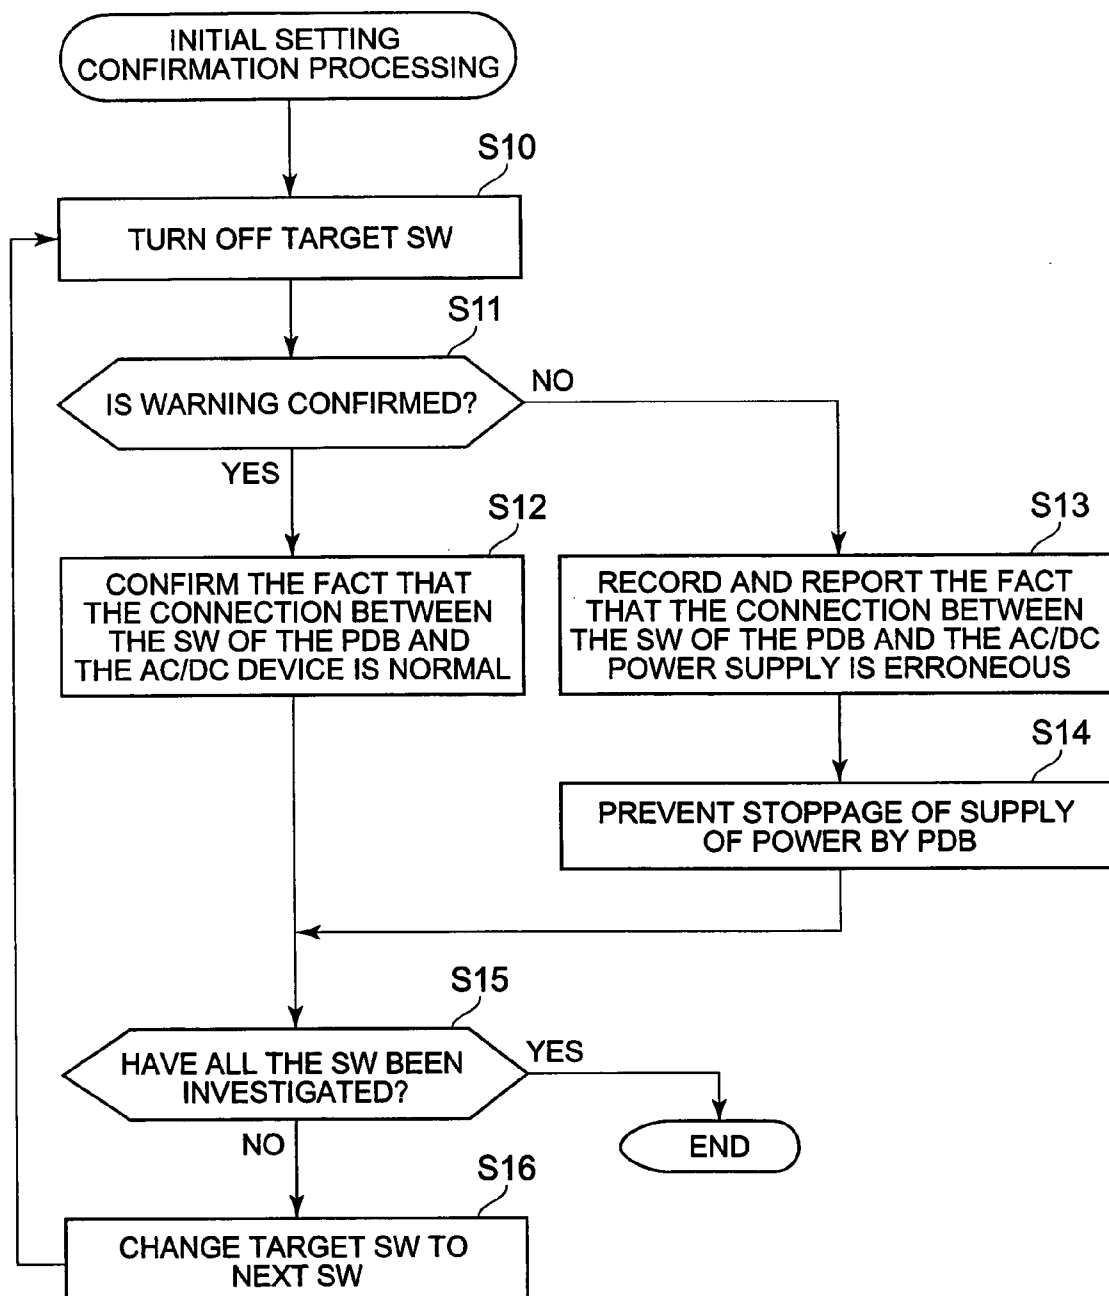 INITIAL SETTING
CONFIRMATION PROCESSING
S10
TURN OFF TARGET SW
S11
IS WARNING CONFIRMED?
NO
YES
S12
CONFIRM THE FACT THAT
THE CONNECTION BETWEEN
THE SW OF THE PDB AND
THE AC/DC DEVICE IS NORMAL
S13
RECORD AND REPORT THE FACT
THAT THE CONNECTION BETWEEN
THE SW OF THE PDB AND THE AC/DC
POWER SUPPLY IS ERRONEOUS
S14
PREVENT STOPPAGE OF SUPPLY
OF POWER BY PDB
S15
HAVE ALL THE SW BEEN
INVESTIGATED?
YES
NO
END
S16
CHANGE TARGET SW TO
NEXT SW